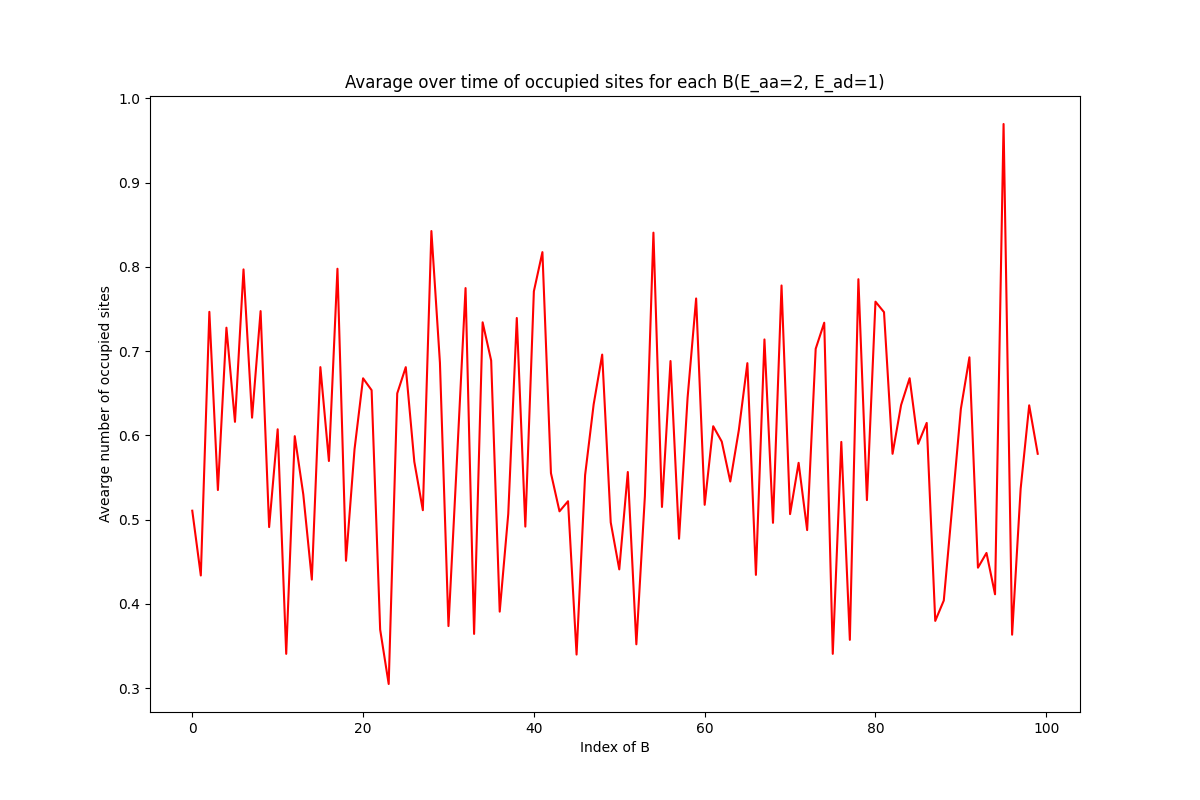 Avarage over time of occupied sites for each B(E_aa=2, E_ad=1)
1.0
0.9
0.8
0.7
0.6
0.5
0.4
0.3
Avearge number of occupied sites
0 20 40 60 80 100
Index of B